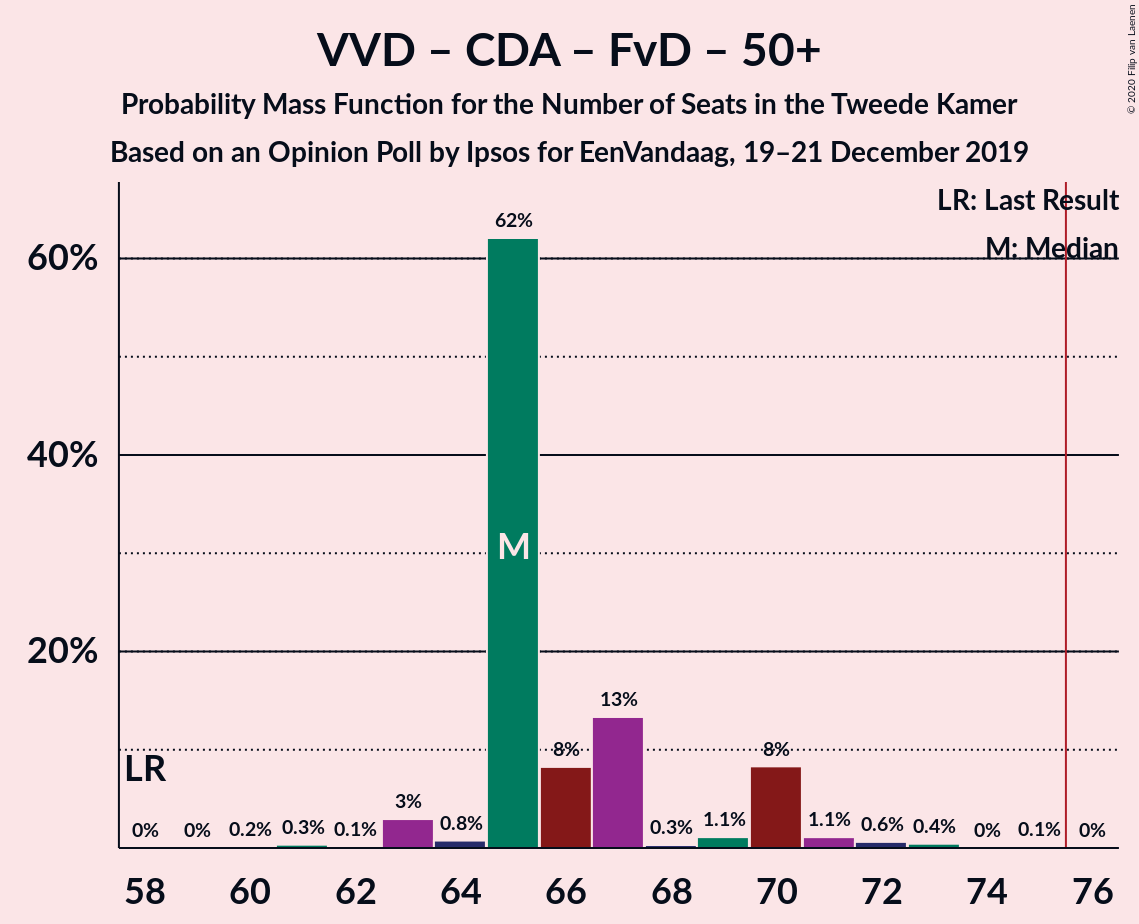 VVD – CDA – FvD – 50+
Probability Mass Function for the Number of Seats in the Tweede Kamer
Based on an Opinion Poll by Ipsos for EenVandaag, 19–21 December 2019
© 2020 Filip van Laenen
LR: Last Result
M: Median
60%
40%
20%
62%
M
13%
8%
8%
LR
3%
0% 0% 0.2% 0.3% 0.1% 0.8% 0.3% 1.1% 1.1% 0.6% 0.4% 0% 0.1% 0%
58 60 62 64 66 68 70 72 74 76